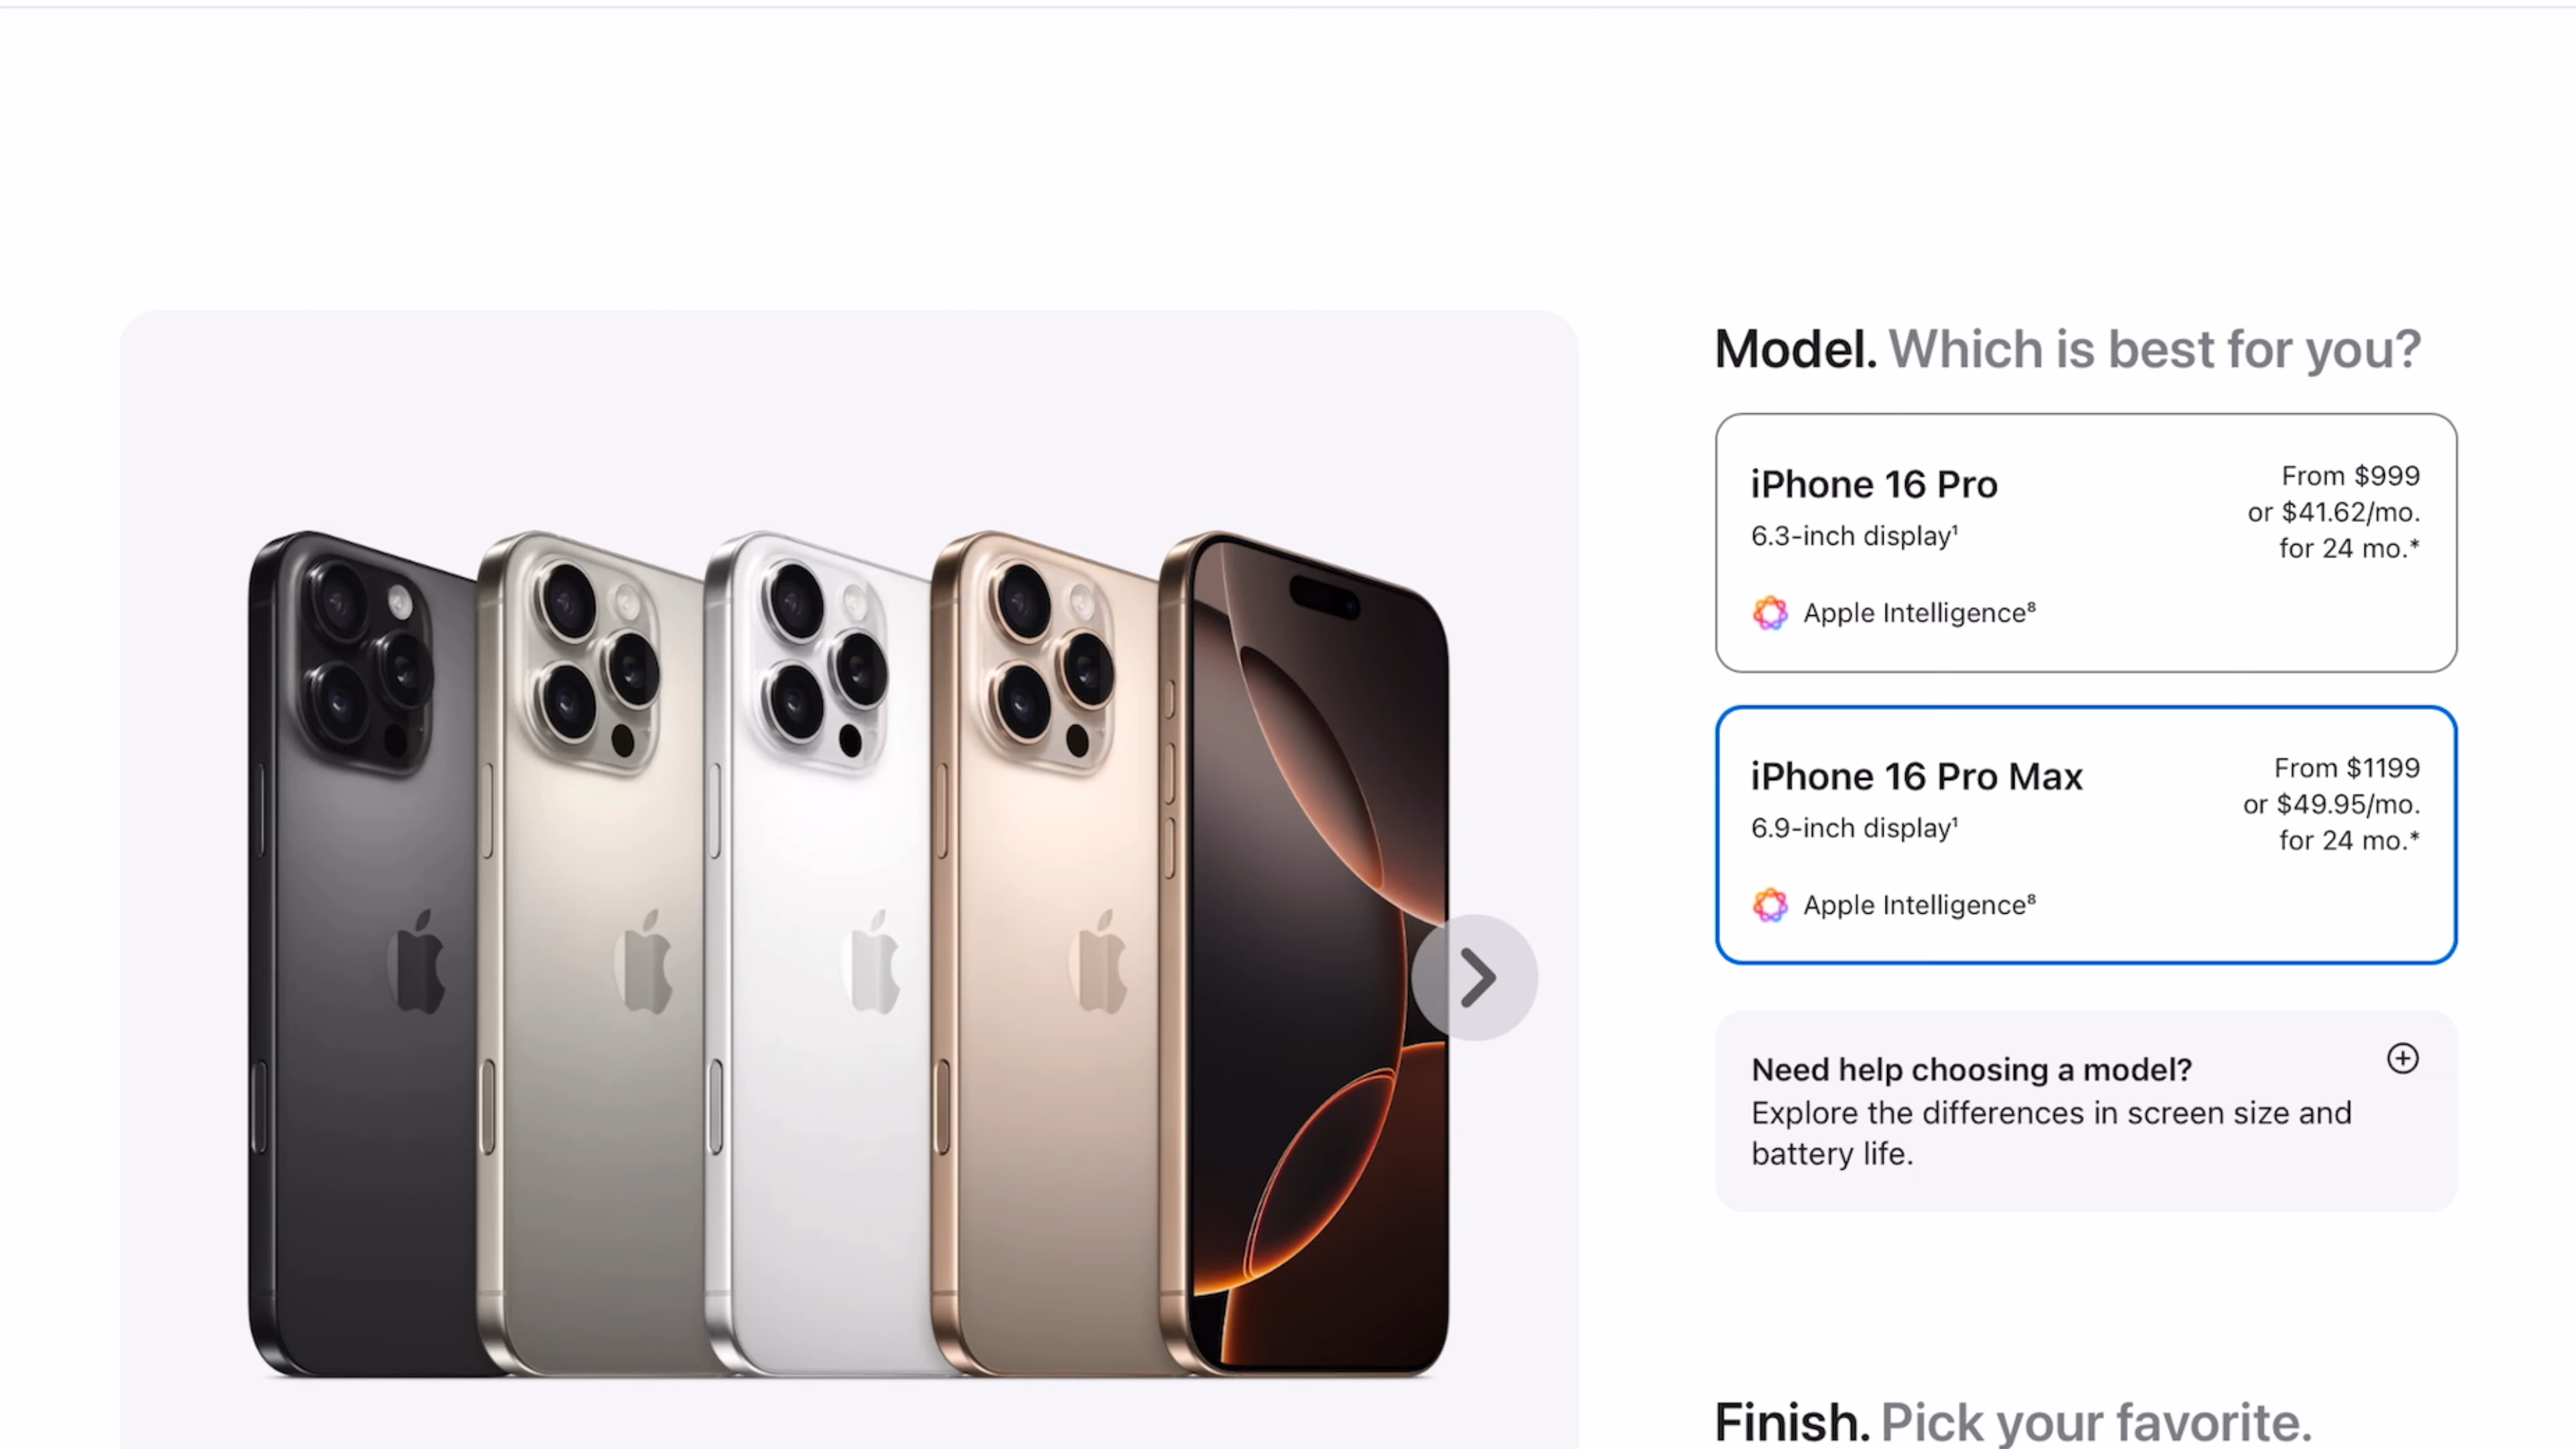 Model. Which is best for you?
iPhone 16 Pro
6.3-inch display¹
From $999
or $41.62/mo.
for 24 mo.*
Apple Intelligence⁸
iPhone 16 Pro Max
6.9-inch display¹
From $1199
or $49.95/mo.
for 24 mo.*
Apple Intelligence⁸
Need help choosing a model?
Explore the differences in screen size and
battery life.
Finish. Pick your favorite.